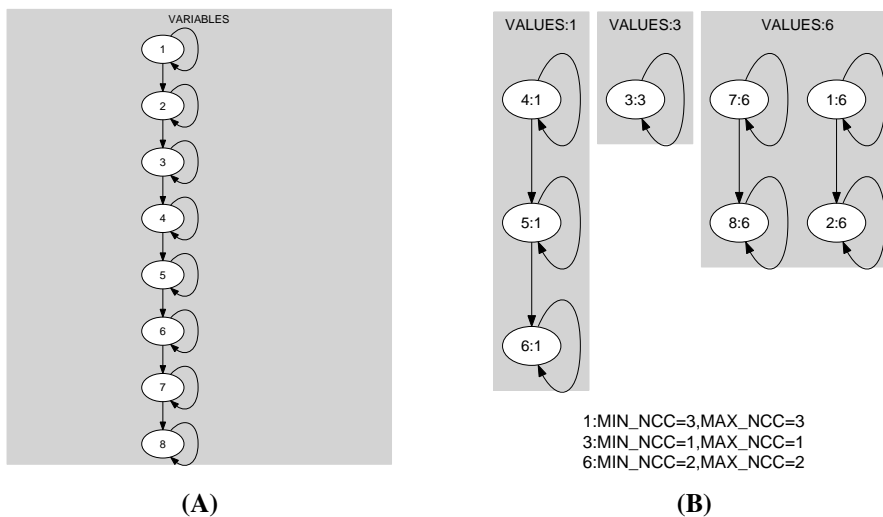 VARIABLES
1
2
3
4
5
6
7
8
(A)
VALUES:1
4:1
5:1
6:1
VALUES:3
3:3
VALUES:6
7:6
1:6
8:6
2:6
1:MIN_NCC=3,MAX_NCC=3
3:MIN_NCC=1,MAX_NCC=1
6:MIN_NCC=2,MAX_NCC=2
(B)